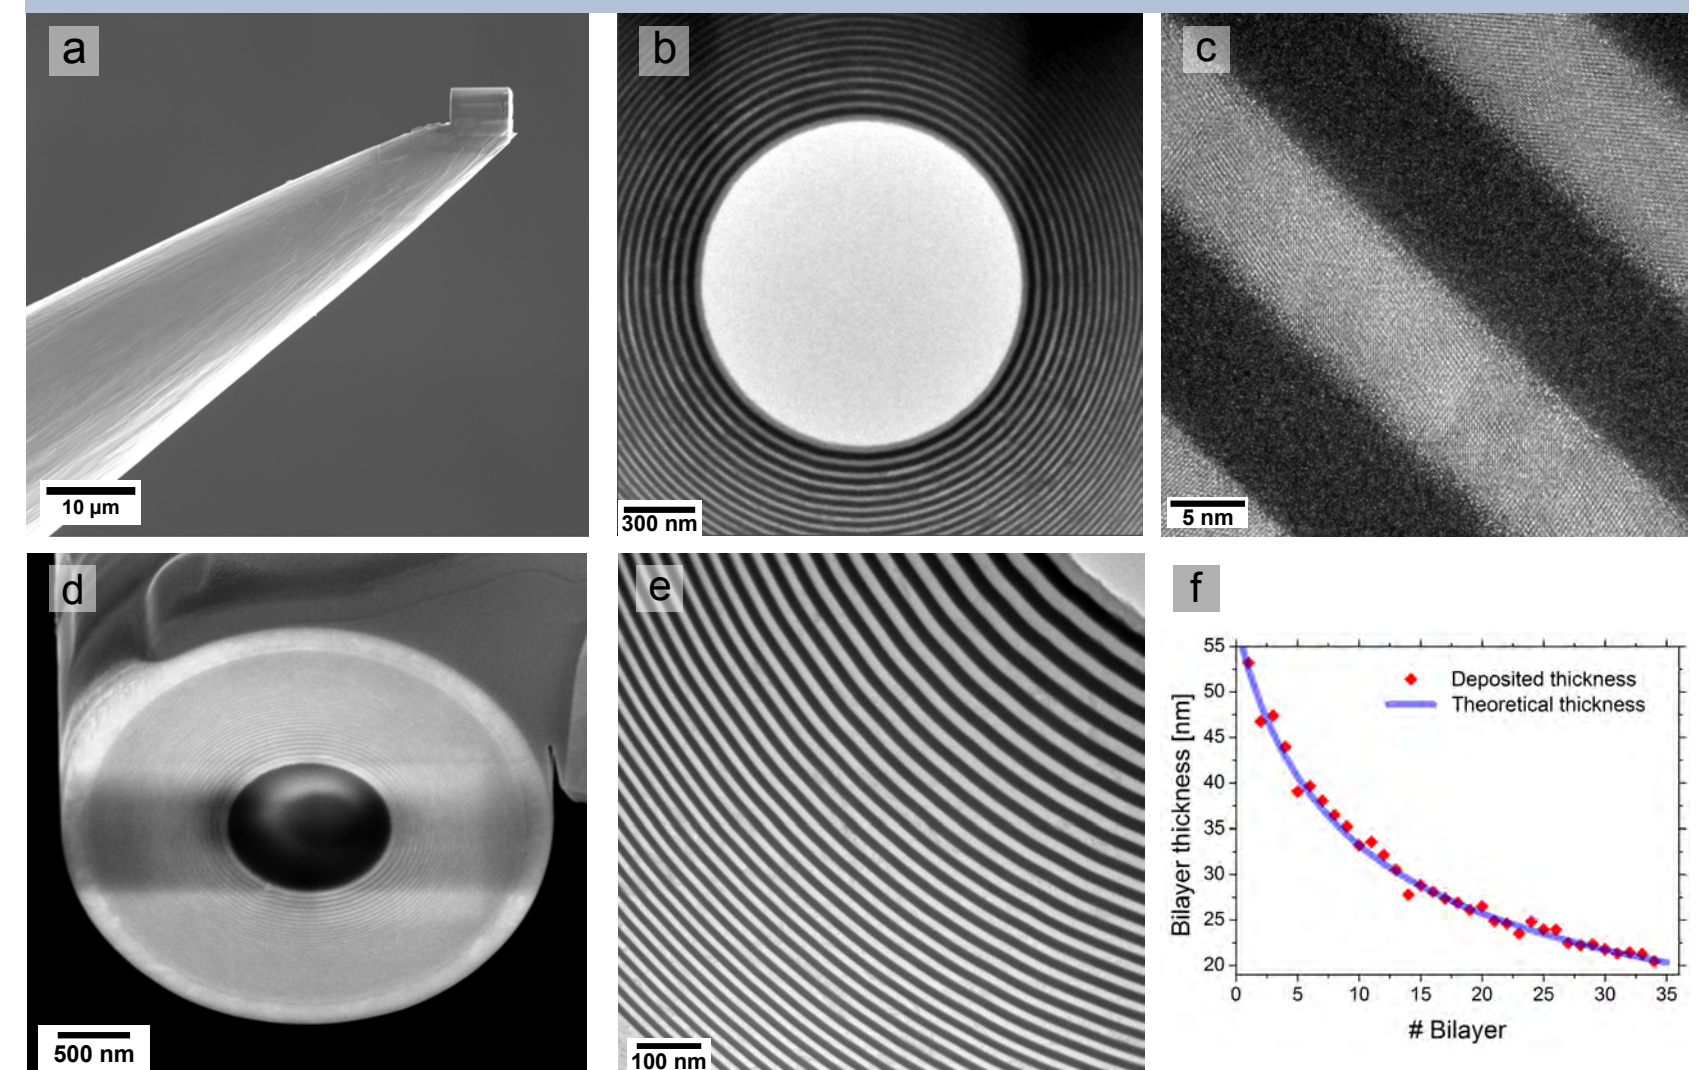 a
b
c
10 µm
300 nm
5 nm
d
e
f
500 nm
100 nm
55
50
45
40
35
30
25
20
Bilayer thickness [nm]
Deposited thickness
Theoretical thickness
0 5 10 15 20 25 30 35
# Bilayer